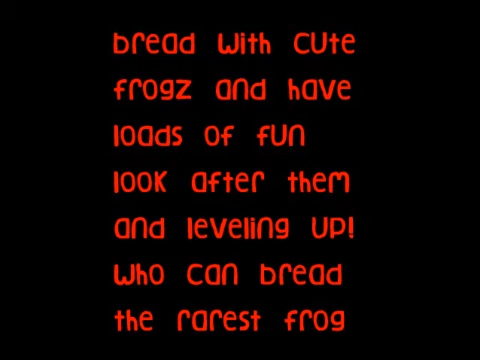 bread with cute
frogz and have
loads of fun
look after them
and leveling up!
who can bread
the rarest frog